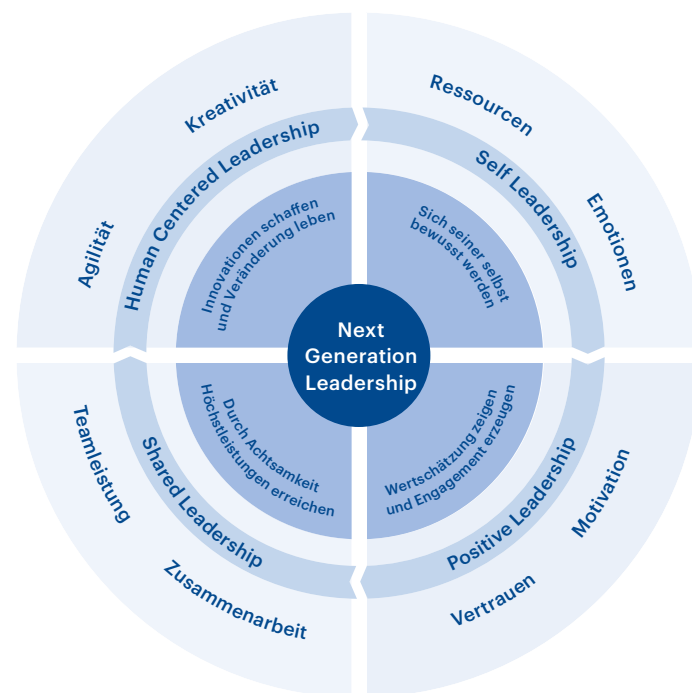 Kreativität
Agilität
Human Centered Leadership
Innovationen schaffen
und Veränderung leben
Ressourcen
Emotionen
Self Leadership
Sich seiner selbst
bewusst werden
Next
Generation
Leadership
Wertschätzung zeigen
und Engagement erzeugen
Positive Leadership
Motivation
Vertrauen
Durch Achtsamkeit
Höchstleistungen erreichen
Shared Leadership
Teamleistung
Zusammenarbeit